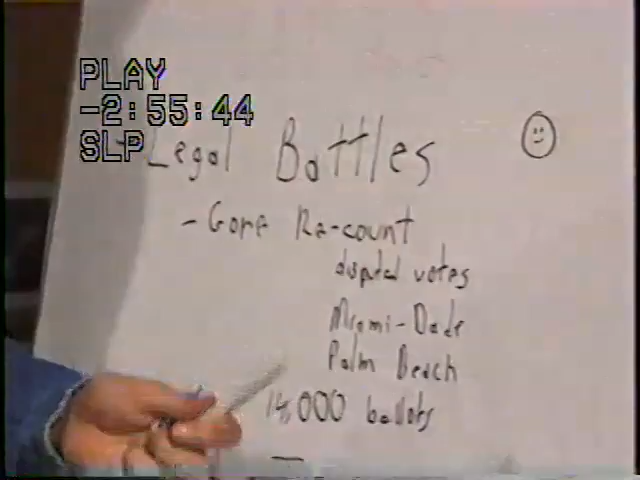 PLAY
-2:55:44
SLP
Legal Battles
- Gore Re-count
disputed votes
Miami-Dade
Palm Beach
14,000 ballots